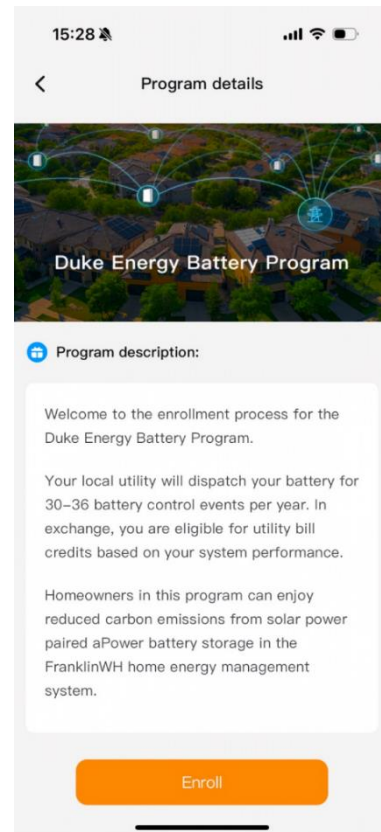 15:28
Program details
Duke Energy Battery Program
Program description:
Welcome to the enrollment process for the
Duke Energy Battery Program.
Your local utility will dispatch your battery for
30–36 battery control events per year. In
exchange, you are eligible for utility bill
credits based on your system performance.
Homeowners in this program can enjoy
reduced carbon emissions from solar power
paired aPower battery storage in the
FranklinWH home energy management
system.
Enroll